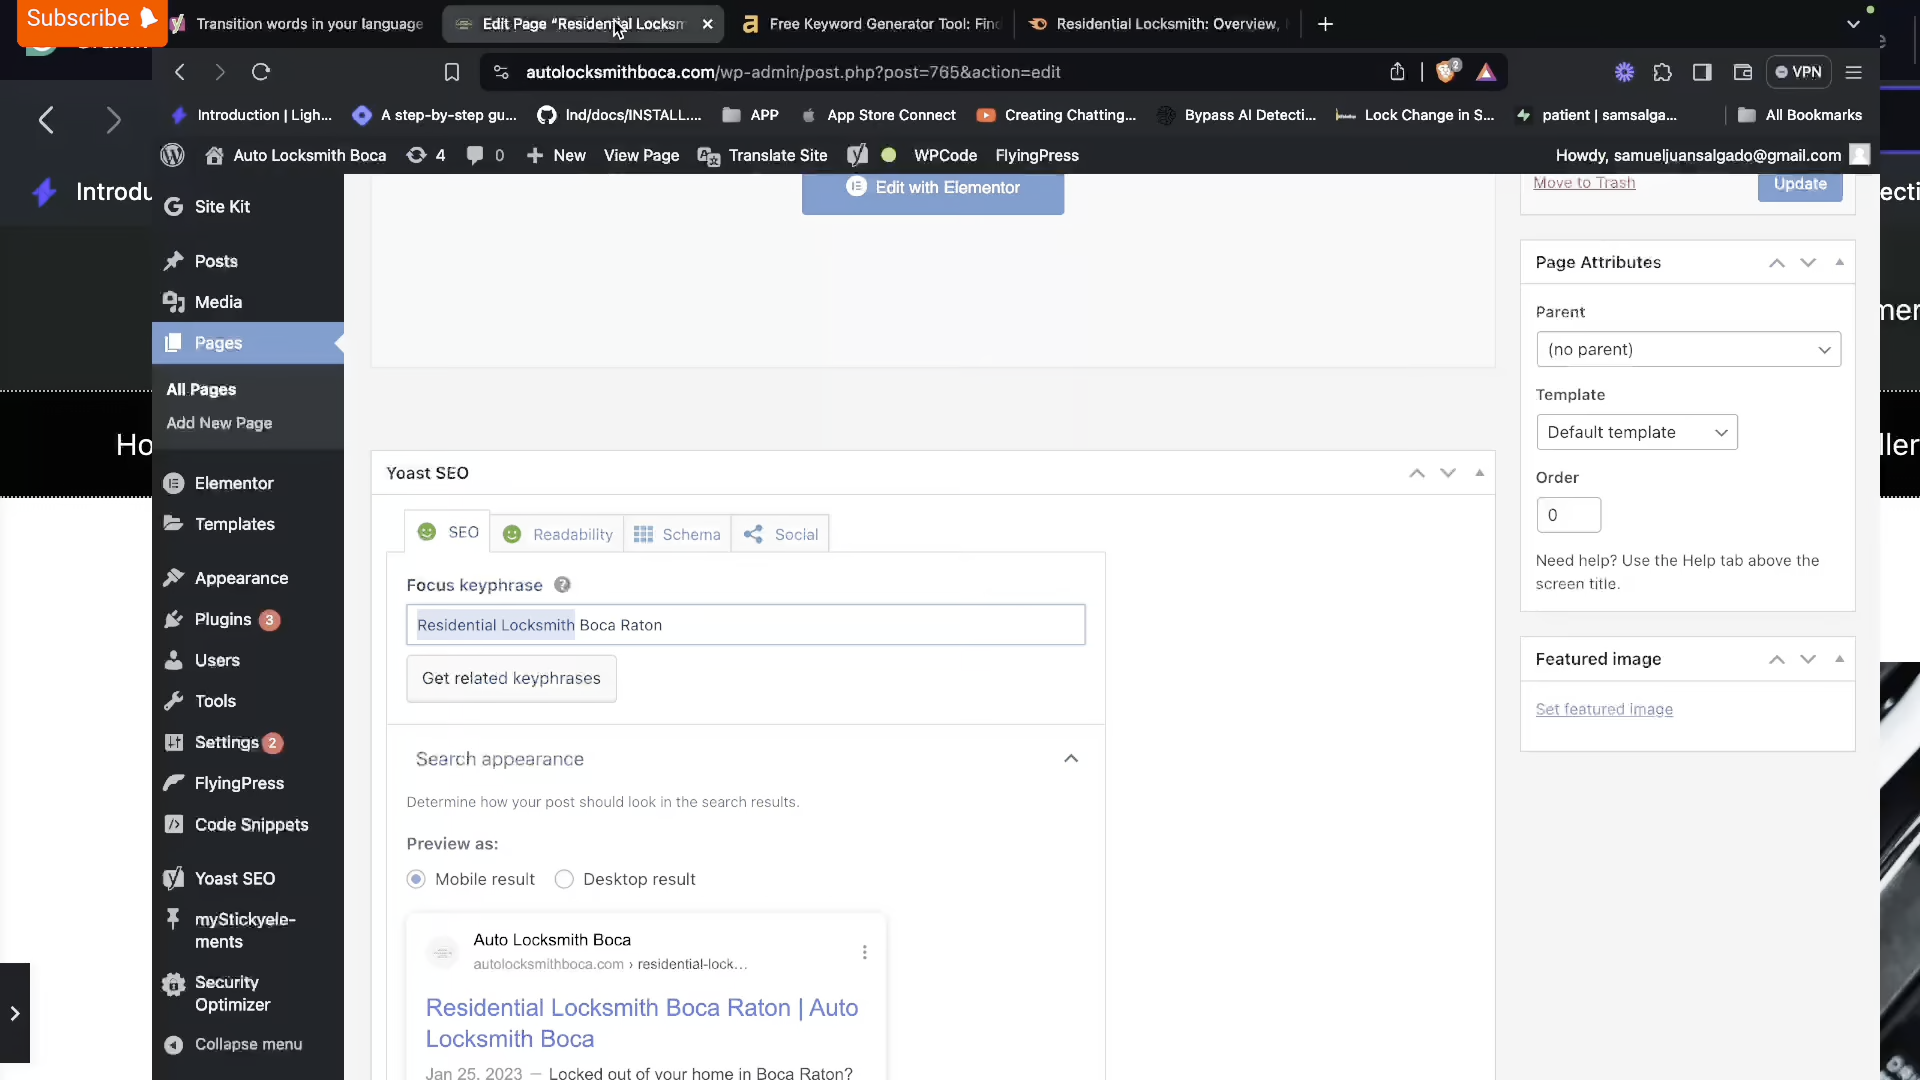 Subscribe
Transition words in your language
Edit Page “Residential Locksm
Free Keyword Generator Tool: Find
Residential Locksmith: Overview,
autolocksmithboca.com/wp-admin/post.php?post=765&action=edit
2
VPN
Introduction | Ligh...
A step-by-step gu...
lnd/docs/INSTALL....
APP
App Store Connect
Creating Chatting...
Bypass AI Detecti...
Lock Change in S...
patient | samsalga...
All Bookmarks
Auto Locksmith Boca
4
0
New
View Page
Translate Site
WPCode
FlyingPress
Howdy, samueljuansalgado@gmail.com
Introdu
Ho
Site Kit
Posts
Media
Pages
All Pages
Add New Page
Elementor
Templates
Appearance
Plugins 3
Users
Tools
Settings 2
FlyingPress
Code Snippets
Yoast SEO
myStickyele-
ments
Security
Optimizer
Collapse menu
Edit with Elementor
Yoast SEO
SEO
Readability
Schema
Social
Focus keyphrase
Residential Locksmith Boca Raton
Get related keyphrases
Search appearance
Determine how your post should look in the search results.
Preview as:
Mobile result
Desktop result
Auto Locksmith Boca
autolocksmithboca.com › residential-lock...
Residential Locksmith Boca Raton | Auto
Locksmith Boca
Jan 25, 2023 — Locked out of your home in Boca Raton?
Move to Trash
Update
Page Attributes
Parent
(no parent)
Template
Default template
Order
0
Need help? Use the Help tab above the
screen title.
Featured image
Set featured image
ecti
mer
ller